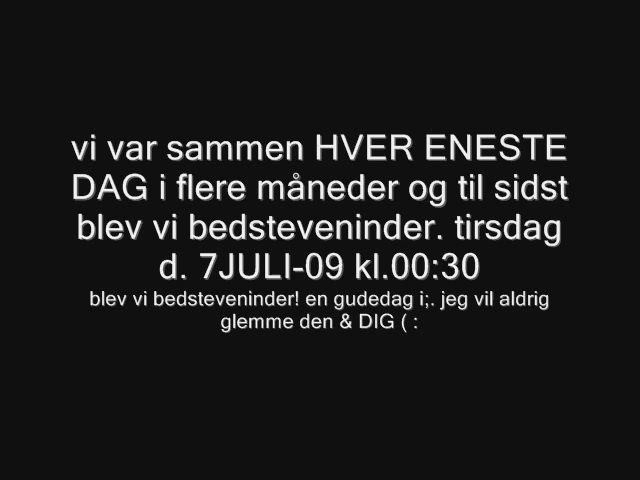 vi var sammen HVER ENESTE
DAG i flere måneder og til sidst
blev vi bedsteveninder. tirsdag
d. 7JULI-09 kl.00:30
blev vi bedsteveninder! en gudedag i;. jeg vil aldrig
glemme den & DIG ( :